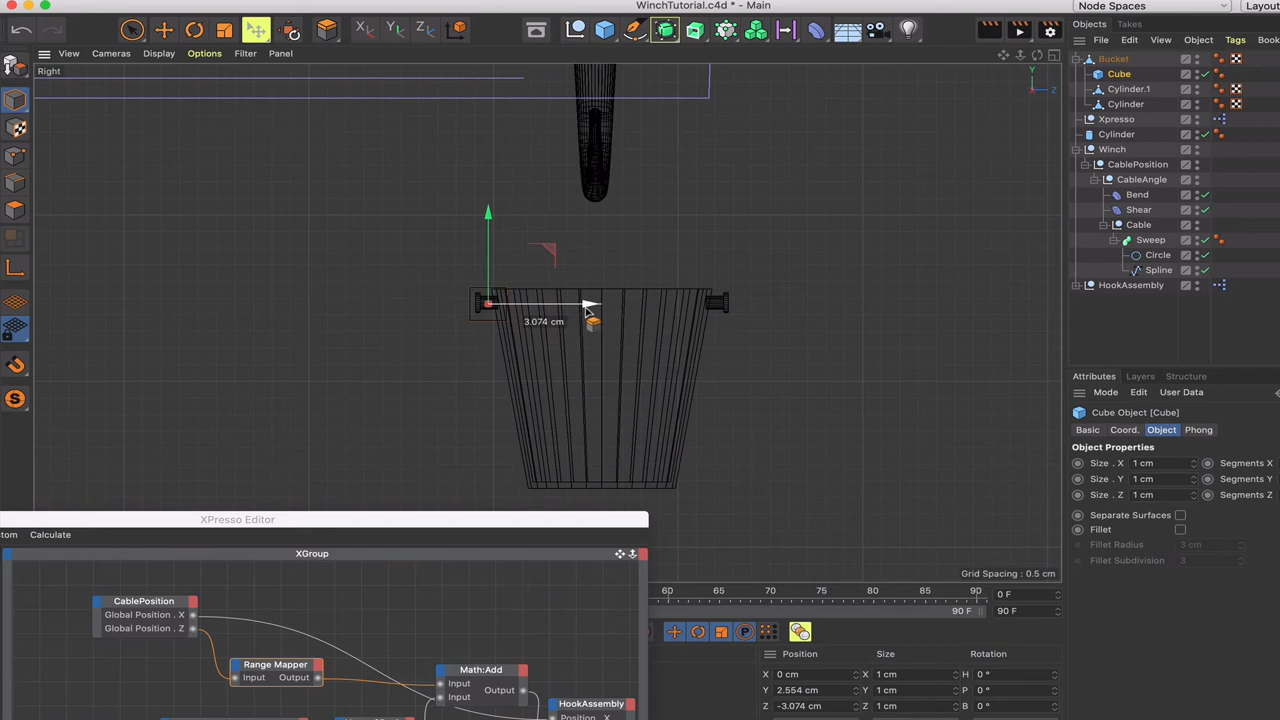 WinchTutorial.c4d * - Main
Node Spaces
Layou
View
Cameras
Display
Options
Filter
Panel
File
Edit
View
Object
Tags
Book
Objects
Takes
Right
Y
Z
Bucket
Cube
Cylinder.1
Cylinder
Xpresso
Cylinder
Winch
CablePosition
CableAngle
Bend
Shear
Cable
Sweep
Circle
Spline
HookAssembly
3.074 cm
Attributes
Layers
Structure
Mode
Edit
User Data
Cube Object [Cube]
Basic
Coord.
Object
Phong
Object Properties
Size . X 1 cm Segments X
Size . Y 1 cm Segments Y
Size . Z 1 cm Segments Z
Separate Surfaces
Fillet
Fillet Radius 3 cm
Fillet Subdivision 3
Grid Spacing : 0.5 cm
60 65 70 75 80 85 90
0 F
90 F
90 F
XPresso Editor
tom
Calculate
XGroup
CablePosition
Global Position . X
Global Position . Z
Range Mapper
Input
Output
Math:Add
Input
Output
Input
HookAssembly
Position . X
Position
Size
Rotation
X 0 cm X 1 cm H 0 °
Y 2.554 cm Y 1 cm P 0 °
Z -3.074 cm Z 1 cm B 0 °